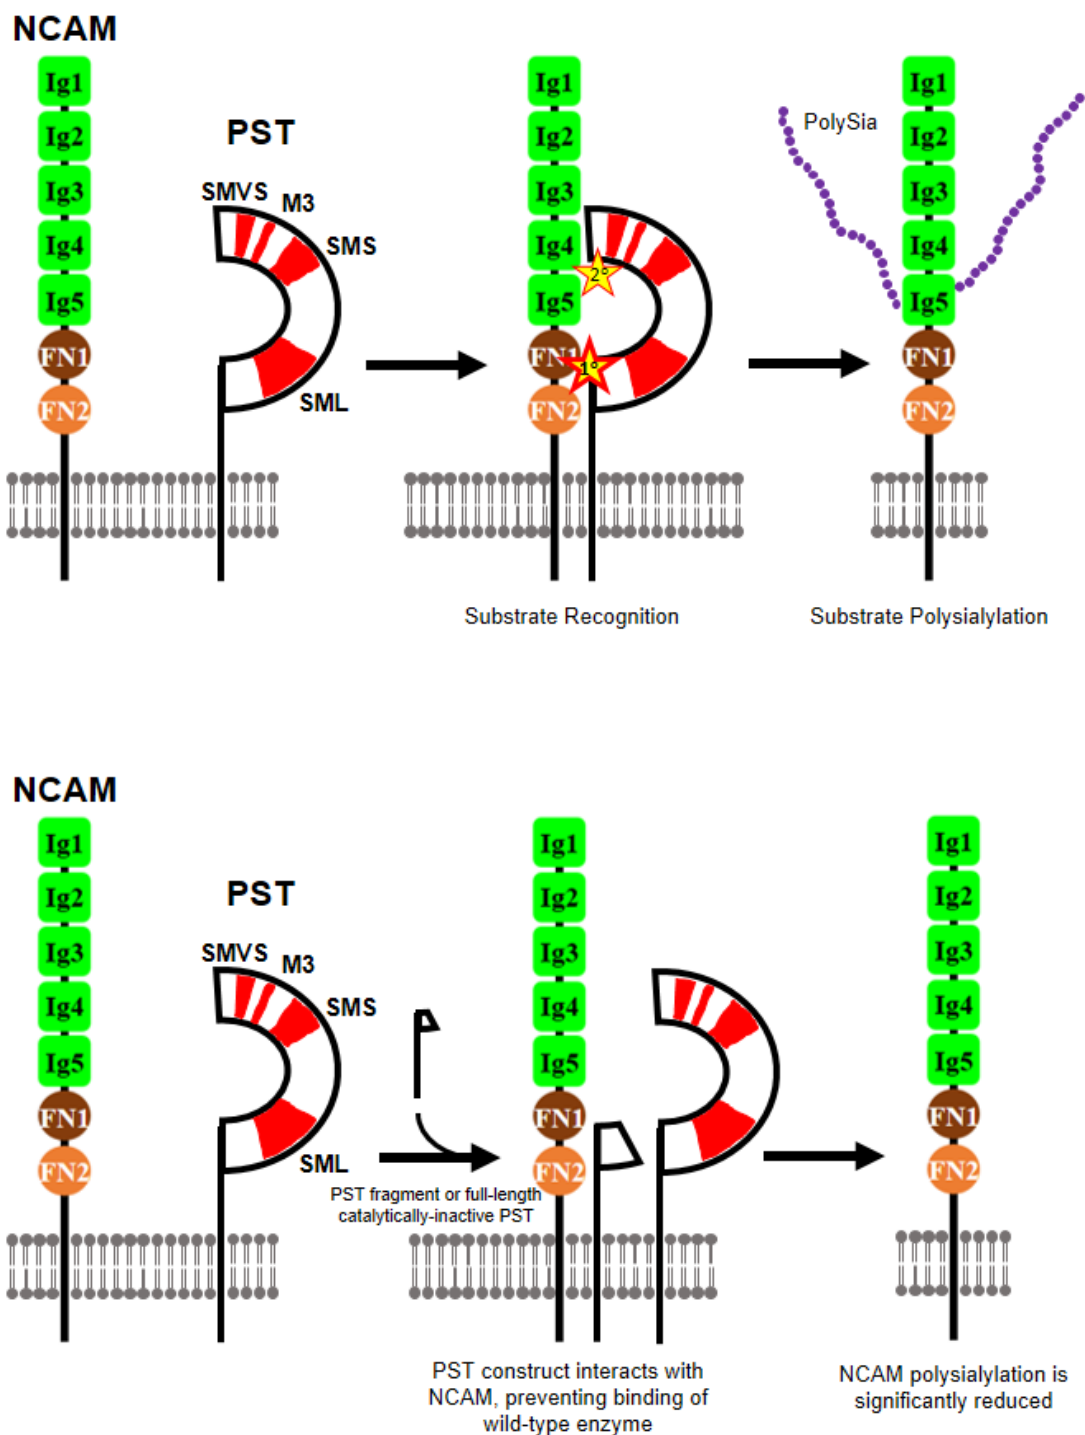 NCAM
Ig1
Ig2
Ig3
Ig4
Ig5
FN1
FN2
PST
SMVS
M3
SMS
SML
Ig1
Ig2
Ig3
Ig4
Ig5
FN1
FN2
2°
1°
Substrate Recognition
PolySia
Ig1
Ig2
Ig3
Ig4
Ig5
FN1
FN2
Substrate Polysialylation
NCAM
Ig1
Ig2
Ig3
Ig4
Ig5
FN1
FN2
PST
SMVS
M3
SMS
SML
PST fragment or full-length
catalytically-inactive PST
Ig1
Ig2
Ig3
Ig4
Ig5
FN1
FN2
PST construct interacts with
NCAM, preventing binding of
wild-type enzyme
Ig1
Ig2
Ig3
Ig4
Ig5
FN1
FN2
NCAM polysialylation is
significantly reduced